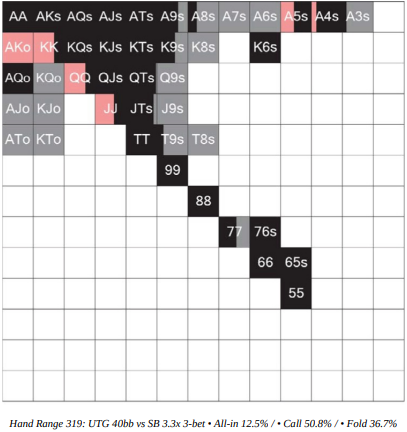 AA AKs AQs AJs ATs A9s A8s A7s A6s A5s A4s A3s
AKo KK KQs KJs KTs K9s K8s K6s
AQo KQo QQ QJs QTs Q9s
AJo KJo JJ JTs J9s
ATo KTo TT T9s T8s
99
88
77 76s
66 65s
55
Hand Range 319: UTG 40bb vs SB 3.3x 3-bet • All-in 12.5% / • Call 50.8% / • Fold 36.7%